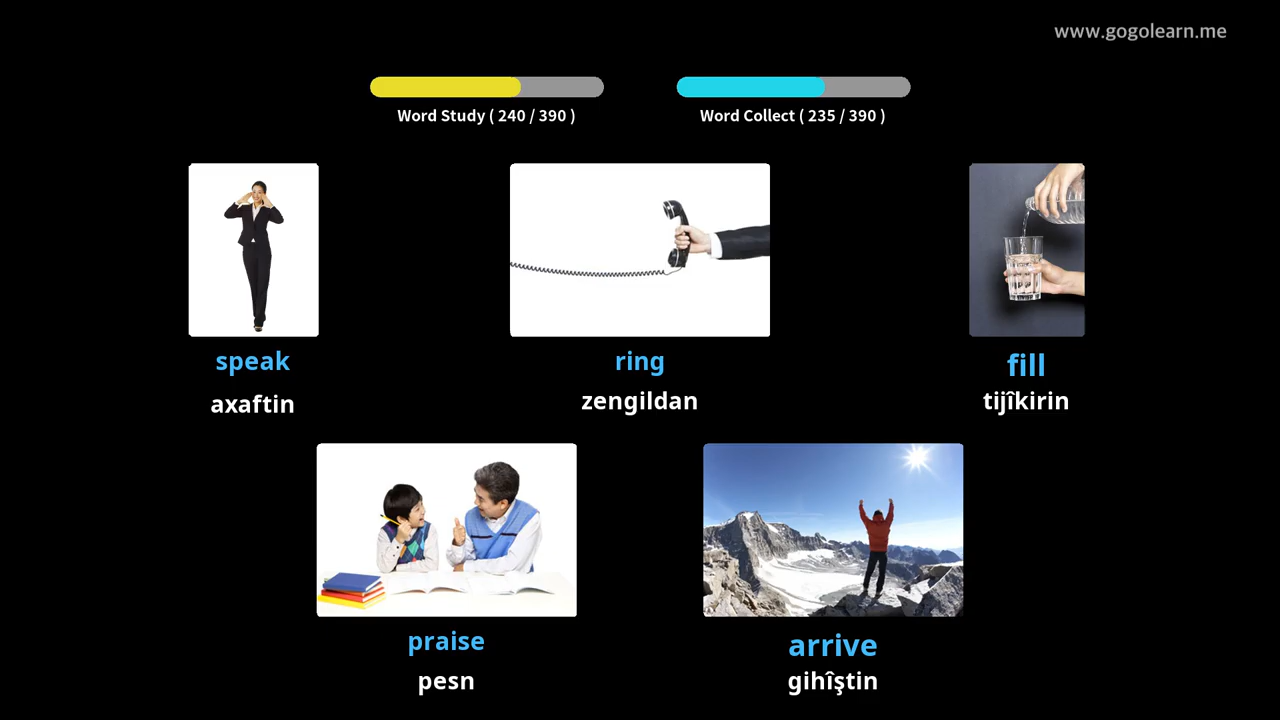 www.gogolearn.me
Word Study ( 240 / 390 )
Word Collect ( 235 / 390 )
speak
axaftin
ring
zengildan
fill
tijîkirin
praise
pesn
arrive
gihîştin